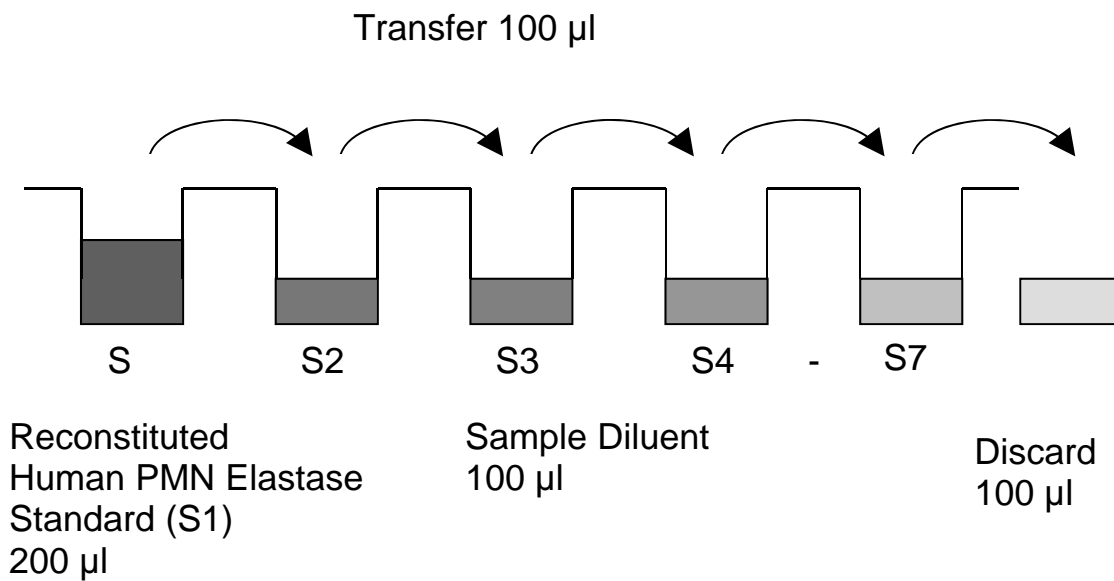 Transfer 100 µl
S S2 S3 S4 - S7
Reconstituted
Human PMN Elastase
Standard (S1)
200 µl
Sample Diluent
100 µl
Discard
100 µl